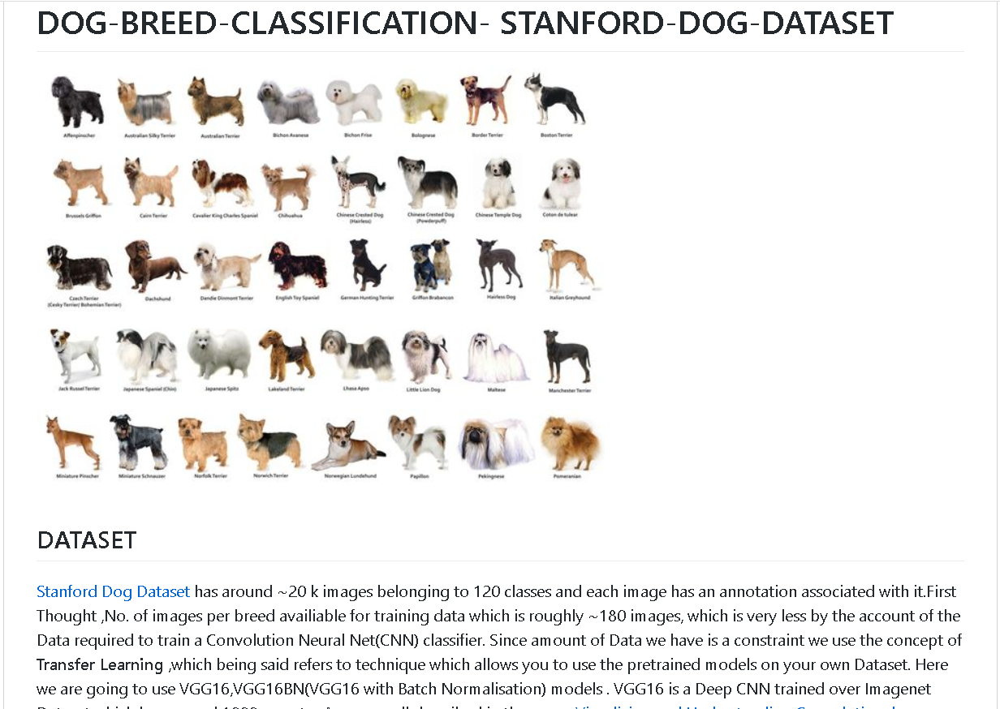 DOG-BREED-CLASSIFICATION- STANFORD-DOG-DATASET
Affenpinscher Australian Silky Terrier Australian Terrier Bichon Avanese Bichon Frise Bolognese Border Terrier Boston Terrier
Brussels Griffon Cairn Terrier Cavalier King Charles Spaniel Chihuahua Chinese Crested Dog Chinese Crested Dog Chinese Temple Dog Coton de tulear
(Hairless) (Powderpuff)
Czech Terrier Dachshund Dandie Dinmont Terrier English Toy Spaniel German Hunting Terrier Griffon Brabancon Hairless Dog Italian Greyhound
(Cesky Terrier/ Bohemian Terrier)
Jack Russel Terrier Japanese Spaniel (Chin) Japanese Spitz Lakeland Terrier Lhasa Apso Little Lion Dog Maltese Manchester Terrier
Miniature Pinscher Miniature Schnauzer Norfolk Terrier Norwich Terrier Norwegian Lundehund Papillon Pekingnese Pomeranian
DATASET
Stanford Dog Dataset has around ~20 k images belonging to 120 classes and each image has an annotation associated with it.First
Thought ,No. of images per breed availiable for training data which is roughly ~180 images, which is very less by the account of the
Data required to train a Convolution Neural Net(CNN) classifier. Since amount of Data we have is a constraint we use the concept of
Transfer Learning ,which being said refers to technique which allows you to use the pretrained models on your own Dataset. Here
we are going to use VGG16,VGG16BN(VGG16 with Batch Normalisation) models . VGG16 is a Deep CNN trained over Imagenet